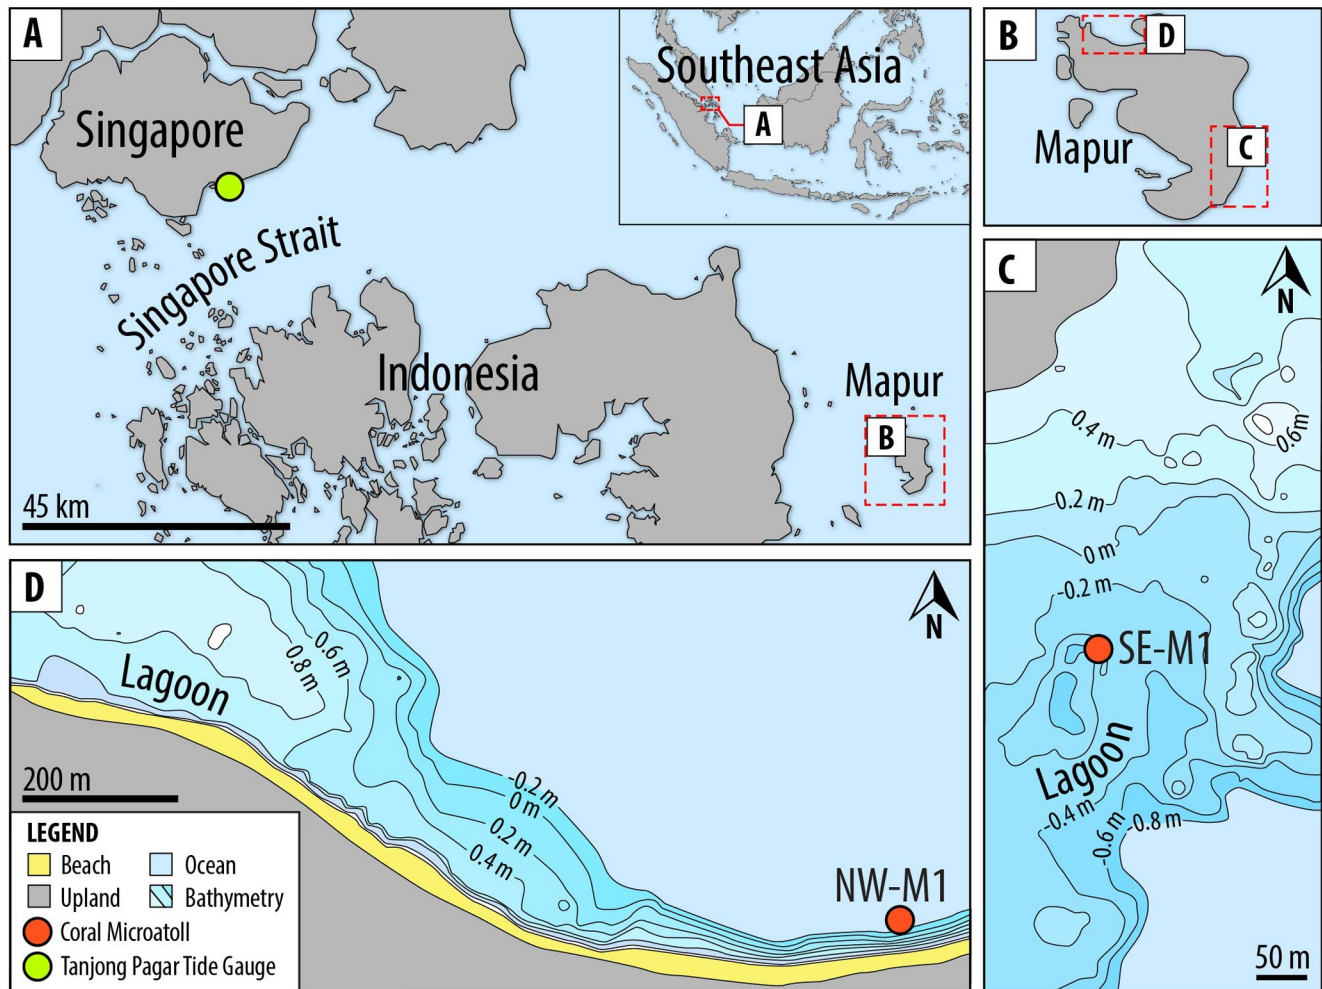 A
Singapore
Singapore Strait
Indonesia
Mapur
B
45 km
Southeast Asia
A
B
D
Mapur
C
C
N
0.4 m
0.6m
0.2 m
0 m
-0.2 m
SE-M1
Lagoon
-0.4 m
-0.6 m
-0.8 m
50 m
D
N
0.6 m
0.8 m
Lagoon
200 m
-0.2 m
0 m
0.2 m
0.4 m
NW-M1
LEGEND
Beach
Ocean
Upland
Bathymetry
Coral Microatoll
Tanjong Pagar Tide Gauge